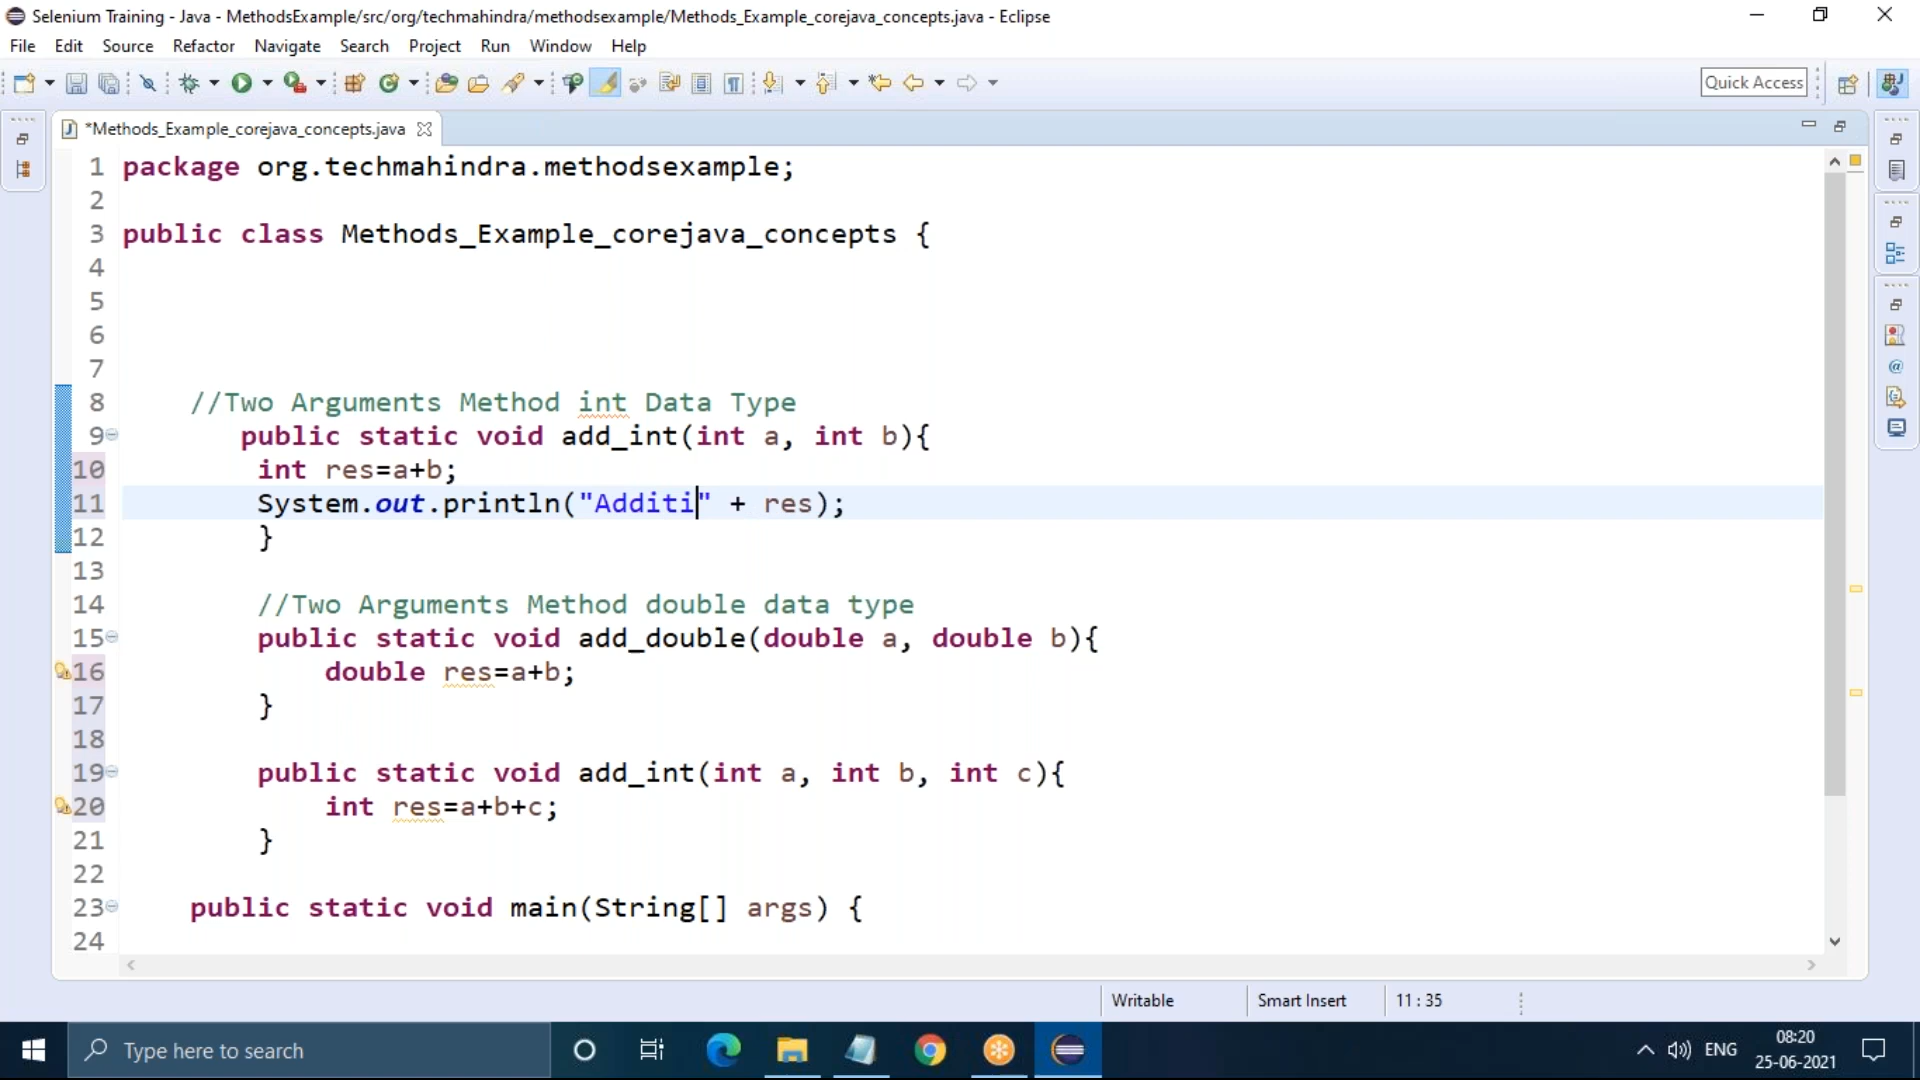 Selenium Training - Java - MethodsExample/src/org/techmahindra/methodsexample/Methods_Example_corejava_concepts.java - Eclipse
File Edit Source Refactor Navigate Search Project Run Window Help
Quick Access
*Methods_Example_corejava_concepts.java
1 package org.techmahindra.methodsexample;
2
3 public class Methods_Example_corejava_concepts {
4
5
6
7
8 //Two Arguments Method int Data Type
9 public static void add_int(int a, int b){
10 int res=a+b;
11 System.out.println("Additi" + res);
12 }
13
14 //Two Arguments Method double data type
15 public static void add_double(double a, double b){
16 double res=a+b;
17 }
18
19 public static void add_int(int a, int b, int c){
20 int res=a+b+c;
21 }
22
23 public static void main(String[] args) {
24
Writable Smart Insert 11 : 35
Type here to search
ENG
08:20
25-06-2021